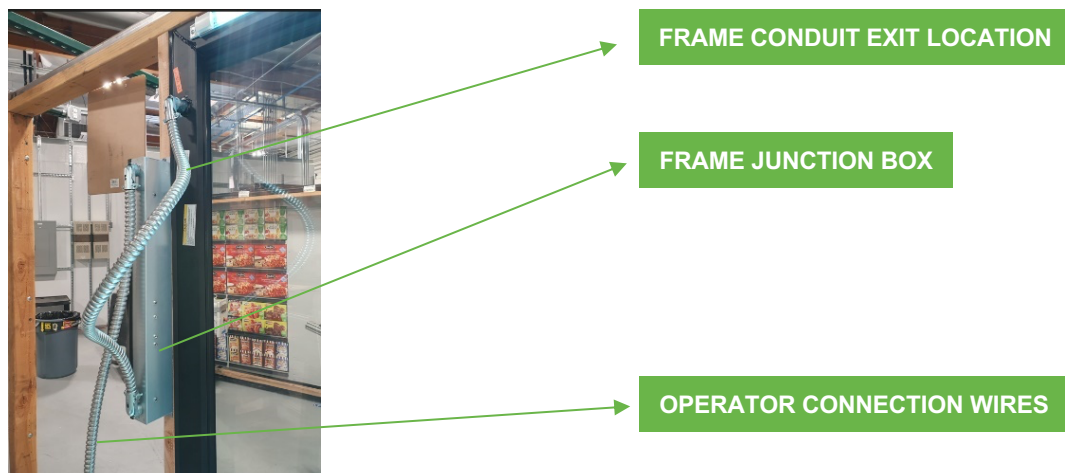 FRAME CONDUIT EXIT LOCATION
FRAME JUNCTION BOX
OPERATOR CONNECTION WIRES